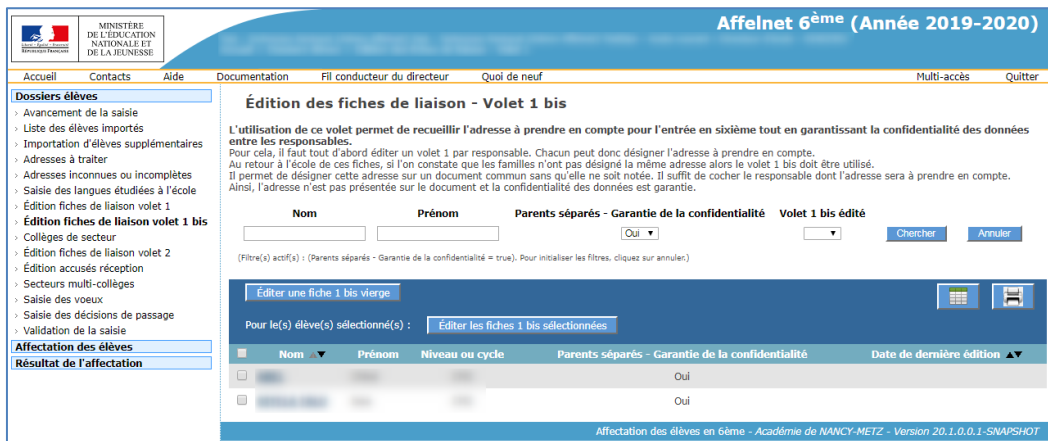 MINISTÈRE
DE L'ÉDUCATION
NATIONALE ET
DE LA JEUNESSE
Liberté • Égalité • Fraternité
RÉPUBLIQUE FRANÇAISE
Affelnet 6ème (Année 2019-2020)
Accueil Contacts Aide Documentation Fil conducteur du directeur Quoi de neuf Multi-accès Quitter
Dossiers élèves
> Avancement de la saisie
> Liste des élèves importés
> Importation d'élèves supplémentaires
> Adresses à traiter
> Adresses inconnues ou incomplètes
> Saisie des langues étudiées à l'école
> Édition fiches de liaison volet 1
> Édition fiches de liaison volet 1 bis
> Collèges de secteur
> Édition fiches de liaison volet 2
> Édition accusés réception
> Secteurs multi-collèges
> Saisie des voeux
> Saisie des décisions de passage
> Validation de la saisie
Affectation des élèves
Résultat de l'affectation
Édition des fiches de liaison - Volet 1 bis
L'utilisation de ce volet permet de recueillir l'adresse à prendre en compte pour l'entrée en sixième tout en garantissant la confidentialité des données
entre les responsables.
Pour cela, il faut tout d'abord éditer un volet 1 par responsable. Chacun peut donc désigner l'adresse à prendre en compte.
Au retour à l'école de ces fiches, si l'on constate que les familles n'ont pas désigné la même adresse alors le volet 1 bis doit être utilisé.
Il permet de désigner cette adresse sur un document commun sans qu'elle ne soit notée. Il suffit de cocher le responsable dont l'adresse sera à prendre en compte.
Ainsi, l'adresse n'est pas présentée sur le document et la confidentialité des données est garantie.
Nom Prénom Parents séparés - Garantie de la confidentialité Volet 1 bis édité
Oui Chercher Annuler
(Filtre(s) actif(s) : (Parents séparés - Garantie de la confidentialité = true). Pour initialiser les filtres, cliquez sur annuler.)
Éditer une fiche 1 bis vierge
Pour le(s) élève(s) sélectionné(s) : Éditer les fiches 1 bis sélectionnées
Nom Prénom Niveau ou cycle Parents séparés - Garantie de la confidentialité Date de dernière édition
Oui
Oui
Affectation des élèves en 6ème - Académie de NANCY-METZ - Version 20.1.0.0.1-SNAPSHOT